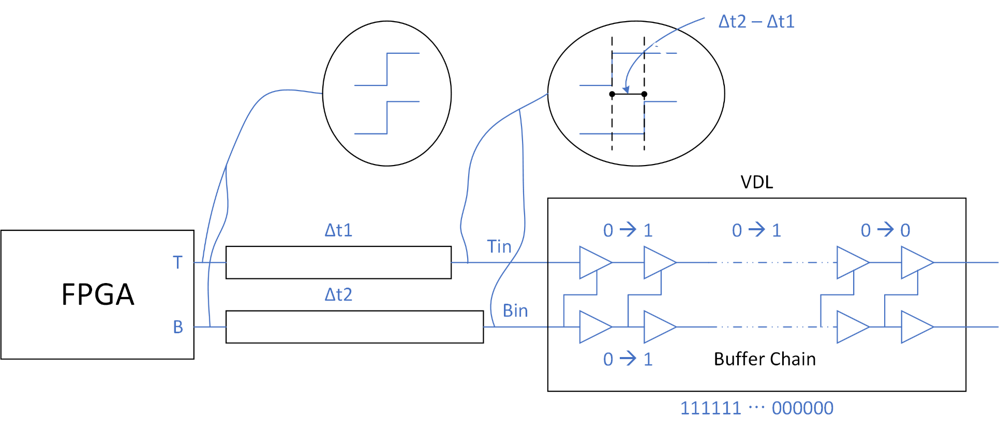 Δt2 – Δt1
VDL
0 → 1
0 → 1
0 → 0
Δt1
Tin
T
FPGA
Δt2
Bin
B
0 → 1
Buffer Chain
111111 ··· 000000